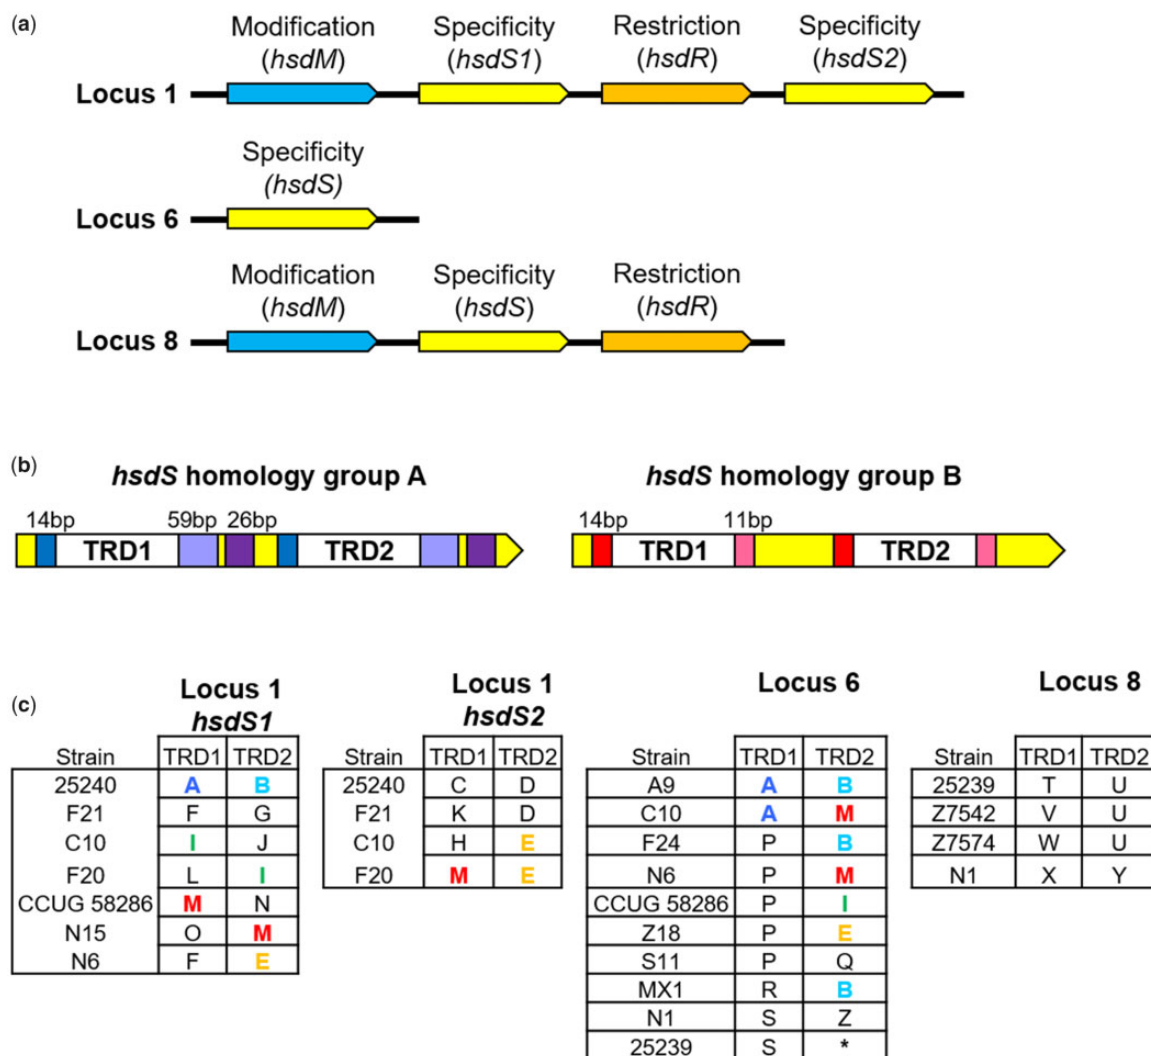 (a)
Modification Specificity Restriction Specificity
(hsdM) (hsdS1) (hsdR) (hsdS2)
Locus 1
Specificity
(hsdS)
Locus 6
Modification Specificity Restriction
(hsdM) (hsdS) (hsdR)
Locus 8
(b)
hsdS homology group A
14bp 59bp 26bp
TRD1 TRD2
hsdS homology group B
14bp 11bp
TRD1 TRD2
(c)
Locus 1
hsdS1
Strain TRD1 TRD2
25240 A B
F21 F G
C10 I J
F20 L I
CCUG 58286 M N
N15 O M
N6 F E
Locus 1
hsdS2
Strain TRD1 TRD2
25240 C D
F21 K D
C10 H E
F20 M E
Locus 6
Strain TRD1 TRD2
A9 A B
C10 A M
F24 P B
N6 P M
CCUG 58286 P I
Z18 P E
S11 P Q
MX1 R B
N1 S Z
25239 S *
Locus 8
Strain TRD1 TRD2
25239 T U
Z7542 V U
Z7574 W U
N1 X Y